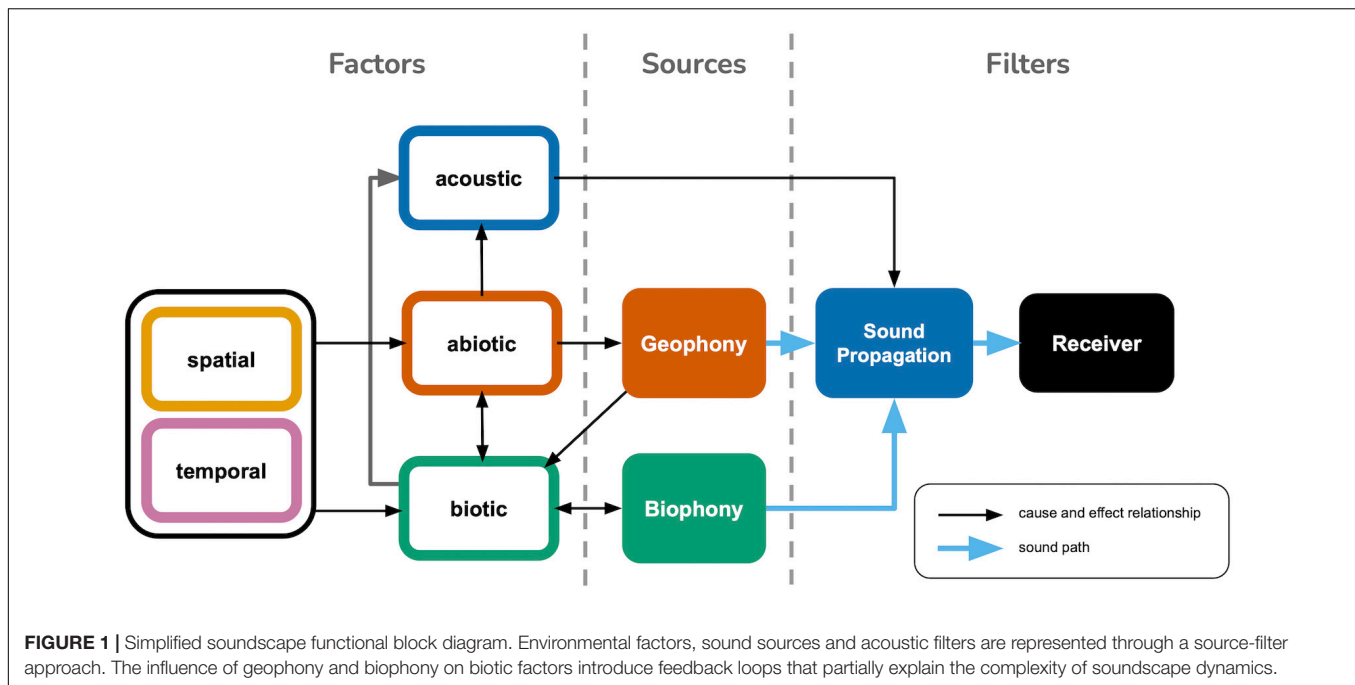 Factors
Sources
Filters
acoustic
spatial
abiotic
Geophony
Sound
Propagation
Receiver
temporal
biotic
Biophony
cause and effect relationship
sound path
FIGURE 1 | Simplified soundscape functional block diagram. Environmental factors, sound sources and acoustic filters are represented through a source-filter
approach. The influence of geophony and biophony on biotic factors introduce feedback loops that partially explain the complexity of soundscape dynamics.